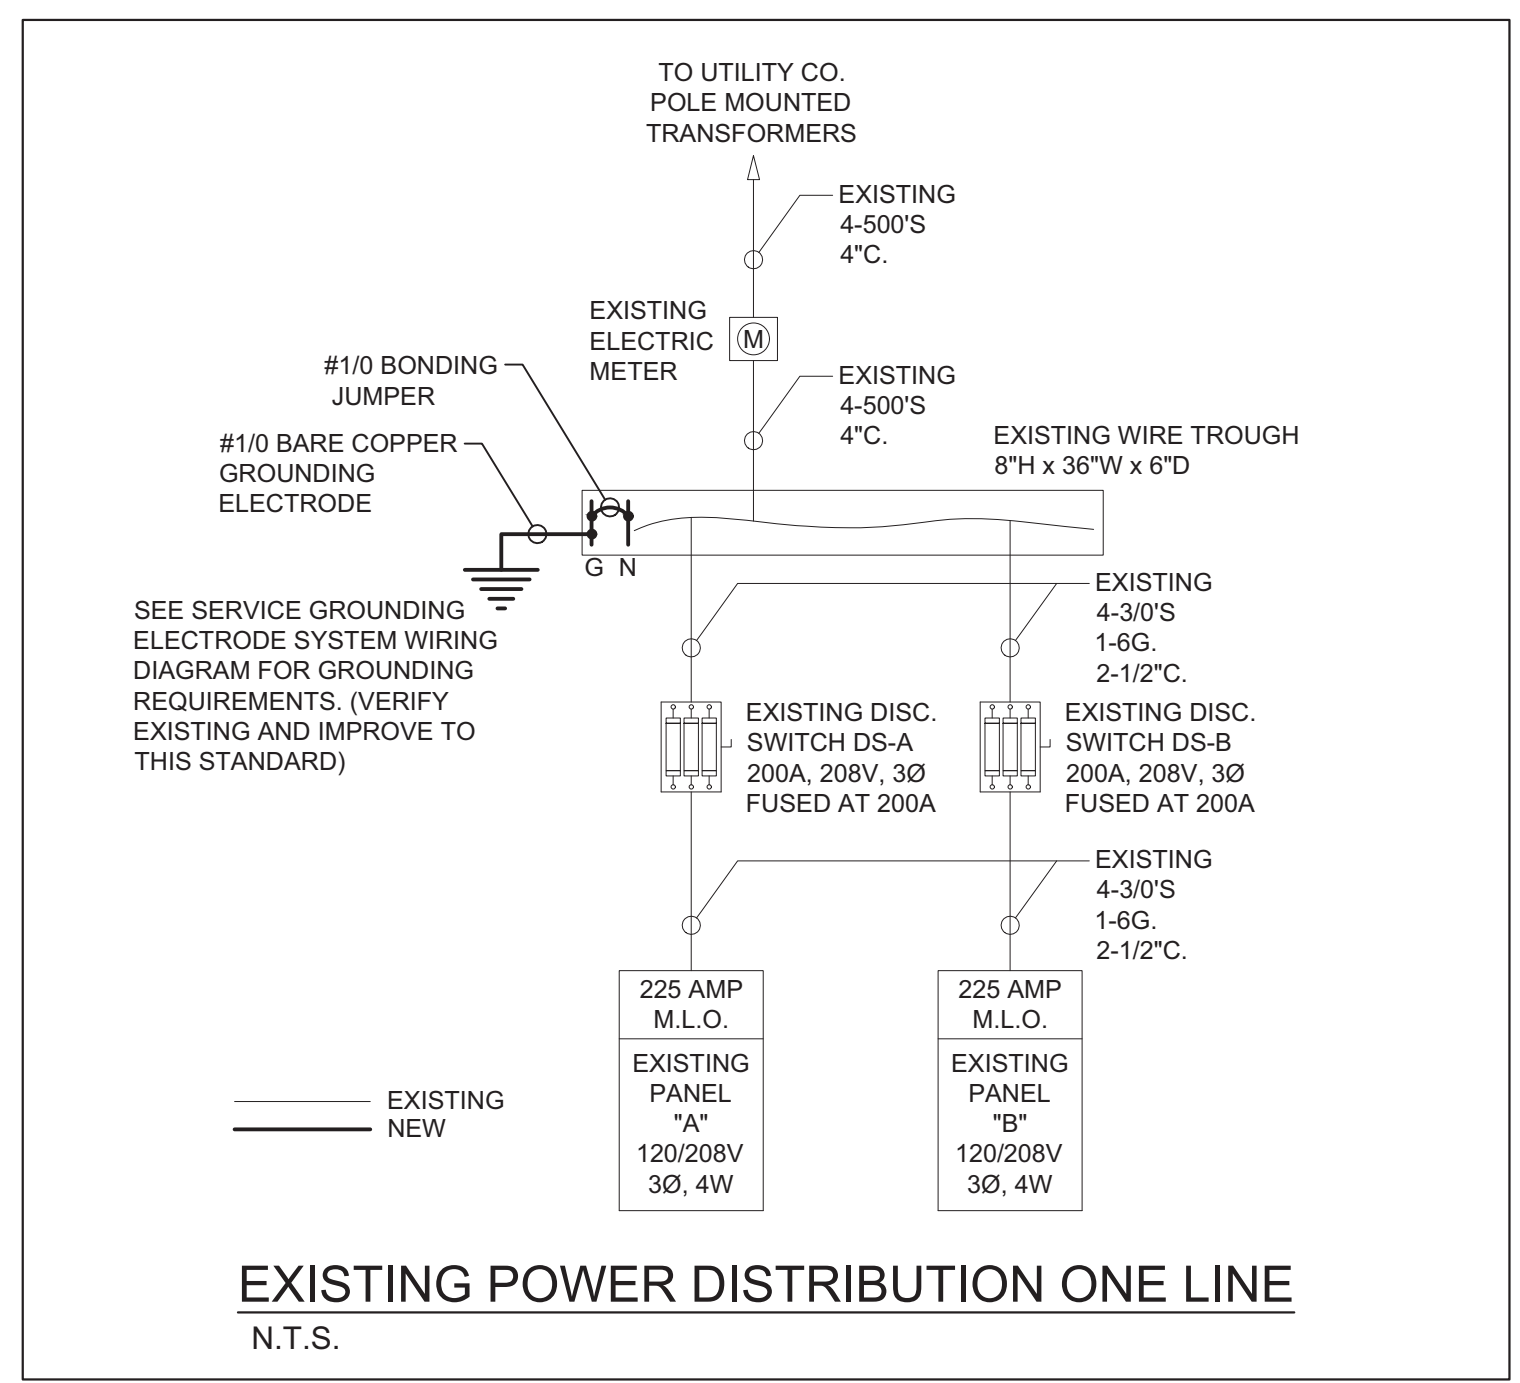 TO UTILITY CO.
POLE MOUNTED
TRANSFORMERS
EXISTING
4-500'S
4"C.
EXISTING
ELECTRIC
METER
M
EXISTING
4-500'S
4"C.
#1/0 BONDING
JUMPER
#1/0 BARE COPPER
GROUNDING
ELECTRODE
EXISTING WIRE TROUGH
8"H x 36"W x 6"D
G N
SEE SERVICE GROUNDING
ELECTRODE SYSTEM WIRING
DIAGRAM FOR GROUNDING
REQUIREMENTS. (VERIFY
EXISTING AND IMPROVE TO
THIS STANDARD)
EXISTING
4-3/0'S
1-6G.
2-1/2"C.
EXISTING DISC.
SWITCH DS-A
200A, 208V, 3Ø
FUSED AT 200A
EXISTING DISC.
SWITCH DS-B
200A, 208V, 3Ø
FUSED AT 200A
EXISTING
4-3/0'S
1-6G.
2-1/2"C.
225 AMP
M.L.O.
EXISTING
PANEL
"A"
120/208V
3Ø, 4W
225 AMP
M.L.O.
EXISTING
PANEL
"B"
120/208V
3Ø, 4W
EXISTING
NEW
EXISTING POWER DISTRIBUTION ONE LINE
N.T.S.